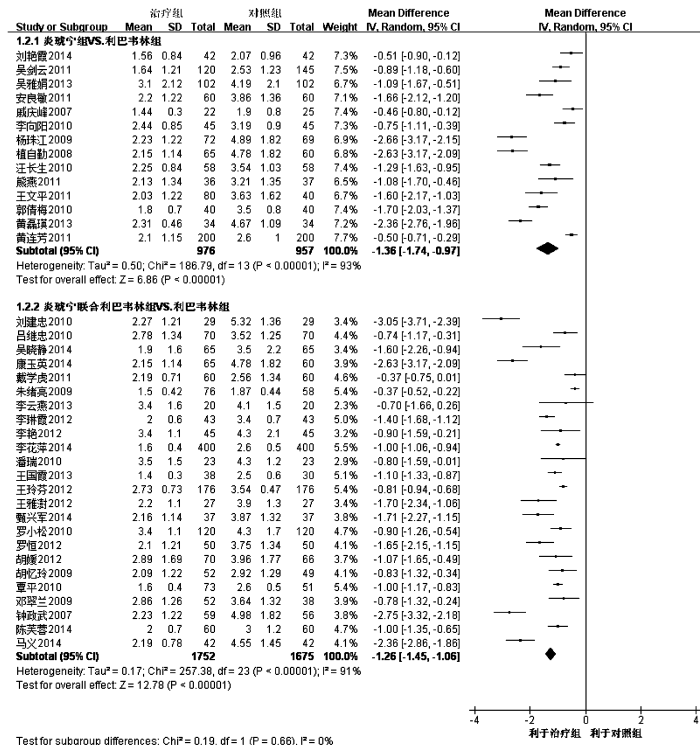 治疗组 对照组 Mean Difference Mean Difference
Study or Subgroup Mean SD Total Mean SD Total Weight IV, Random, 95% CI IV, Random, 95% CI
1.2.1 炎琥宁组VS.利巴韦林组
刘艳霞2014 1.56 0.84 42 2.07 0.96 42 7.3% -0.51 [-0.90, -0.12]
吴剑云2011 1.64 1.21 120 2.53 1.23 145 7.5% -0.89 [-1.18, -0.60]
吴雅娟2013 3.1 2.12 102 4.19 2.1 102 6.8% -1.09 [-1.67, -0.51]
安良敏2011 2.2 1.22 60 3.86 1.36 60 7.1% -1.66 [-2.12, -1.20]
戚庆峰2007 1.44 0.3 22 1.9 0.8 25 7.4% -0.46 [-0.80, -0.12]
李向阳2010 2.44 0.85 45 3.19 0.9 45 7.4% -0.75 [-1.11, -0.39]
杨珠江2009 2.23 1.22 72 4.89 1.82 69 6.9% -2.66 [-3.17, -2.15]
植自勤2008 2.15 1.14 65 4.78 1.82 60 6.9% -2.63 [-3.17, -2.09]
汪长生2010 2.25 0.84 58 3.54 1.03 58 7.4% -1.29 [-1.63, -0.95]
熊燕2011 2.13 1.34 36 3.21 1.35 37 6.7% -1.08 [-1.70, -0.46]
王文平2011 2.03 1.22 80 3.63 1.62 40 6.8% -1.60 [-2.17, -1.03]
郭倩梅2010 1.8 0.7 40 3.5 0.8 40 7.4% -1.70 [-2.03, -1.37]
黄磊琪2013 2.31 0.46 34 4.67 1.09 34 7.3% -2.36 [-2.76, -1.96]
黄连芳2011 2.1 1.15 200 2.6 1 200 7.6% -0.50 [-0.71, -0.29]
Subtotal (95% CI) 976 957 100.0% -1.36 [-1.74, -0.97]
Heterogeneity: Tau² = 0.50; Chi² = 186.79, df = 13 (P < 0.00001); I² = 93%
Test for overall effect: Z = 6.86 (P < 0.00001)
1.2.2 炎琥宁联合利巴韦林组VS.利巴韦林组
刘建忠2010 2.27 1.21 29 5.32 1.36 29 3.4% -3.05 [-3.71, -2.39]
吕继忠2010 2.78 1.34 70 3.52 1.25 70 4.4% -0.74 [-1.17, -0.31]
吴晓静2014 1.9 1.6 65 3.5 2.2 65 3.4% -1.60 [-2.26, -0.94]
康玉英2014 2.15 1.14 65 4.78 1.82 60 3.9% -2.63 [-3.17, -2.09]
戴学虎2011 2.19 0.71 60 2.56 1.34 60 4.6% -0.37 [-0.75, 0.01]
朱绪亮2009 1.5 0.42 76 1.87 0.44 58 5.3% -0.37 [-0.52, -0.22]
李云燕2013 3.4 1.6 20 4.1 1.5 20 2.4% -0.70 [-1.66, 0.26]
李琳霞2012 2 0.6 43 3.4 0.7 43 4.9% -1.40 [-1.68, -1.12]
李艳2012 3.4 1.1 45 4.3 2.1 45 3.3% -0.90 [-1.59, -0.21]
李花萍2014 1.6 0.4 400 2.6 0.5 400 5.4% -1.00 [-1.06, -0.94]
潘瑞2010 3.5 1.5 23 4.3 1.2 23 2.9% -0.80 [-1.59, -0.01]
王国霞2013 1.4 0.3 38 2.5 0.6 30 5.1% -1.10 [-1.33, -0.87]
王玲芬2012 2.73 0.73 176 3.54 0.47 176 5.3% -0.81 [-0.94, -0.68]
王雅澍2012 2.2 1.1 27 3.9 1.3 27 3.5% -1.70 [-2.34, -1.06]
甄兴军2014 2.16 1.14 37 3.87 1.32 37 3.8% -1.71 [-2.27, -1.15]
罗小松2010 3.4 1.1 120 4.3 1.7 120 4.7% -0.90 [-1.26, -0.54]
罗恒2012 2.1 1.21 50 3.75 1.34 50 4.1% -1.65 [-2.15, -1.15]
胡媛2012 2.89 1.69 70 3.96 1.77 66 3.7% -1.07 [-1.65, -0.49]
胡忆玲2009 2.09 1.22 52 2.92 1.29 49 4.1% -0.83 [-1.32, -0.34]
覃平2010 1.6 0.4 73 2.6 0.5 51 5.2% -1.00 [-1.17, -0.83]
邓翠兰2009 2.86 1.26 52 3.64 1.32 38 3.9% -0.78 [-1.32, -0.24]
钟政武2007 2.23 1.22 59 4.98 1.82 56 3.7% -2.75 [-3.32, -2.18]
陈芙蓉2014 2 0.7 60 3 1.2 60 4.7% -1.00 [-1.35, -0.65]
马义2014 2.19 0.78 42 4.55 1.45 42 4.1% -2.36 [-2.86, -1.86]
Subtotal (95% CI) 1752 1675 100.0% -1.26 [-1.45, -1.06]
Heterogeneity: Tau² = 0.17; Chi² = 257.38, df = 23 (P < 0.00001); I² = 91%
Test for overall effect: Z = 12.78 (P < 0.00001)
-4 -2 0 2 4
利于治疗组 利于对照组
Test for subgroup differences: Chi² = 0.19, df = 1 (P = 0.66), I² = 0%